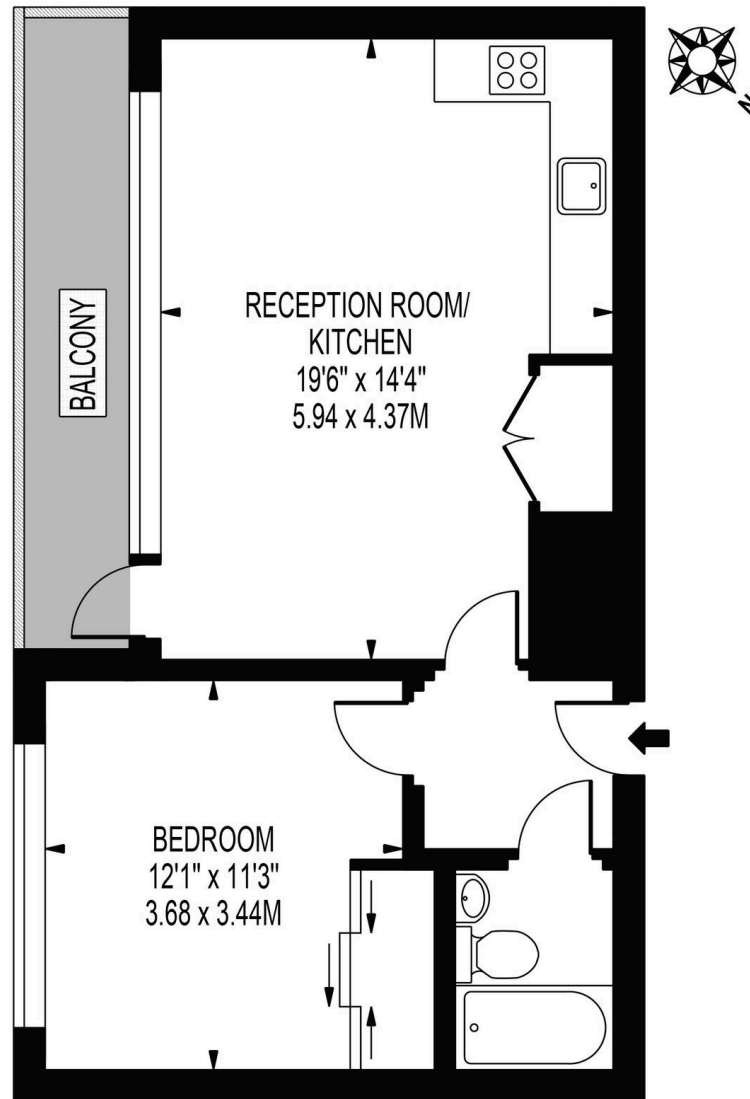 N
BALCONY
RECEPTION ROOM/
KITCHEN
19'6" x 14'4"
5.94 x 4.37M
BEDROOM
12'1" x 11'3"
3.68 x 3.44M